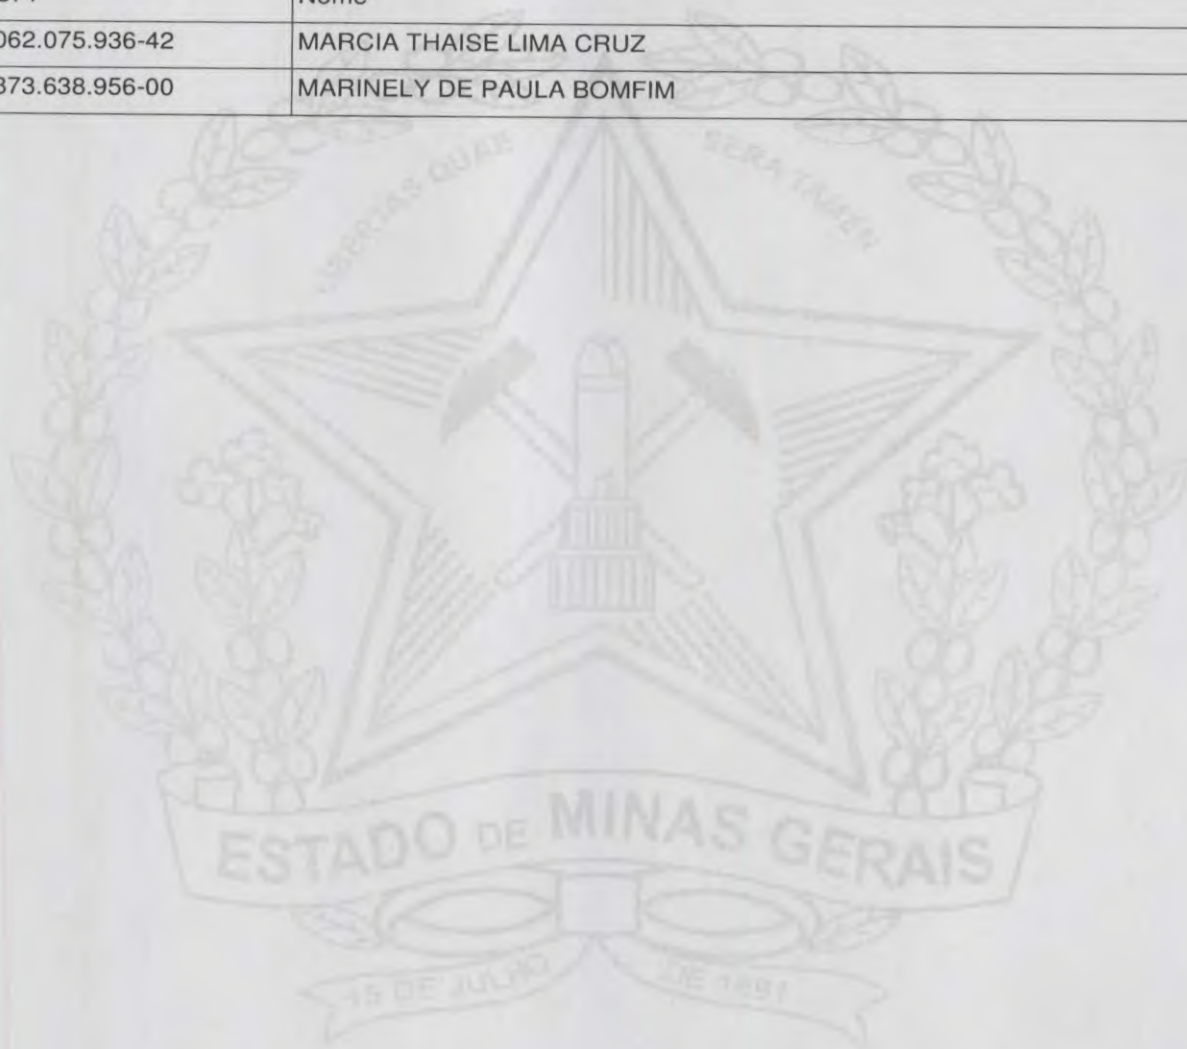 Nome
062.075.936-42 MARCIA THAISE LIMA CRUZ
873.638.956-00 MARINELY DE PAULA BOMFIM
LIBERTAS QUAE SERA TAMEN
ESTADO DE MINAS GERAIS
15 DE JULHO DE 1891